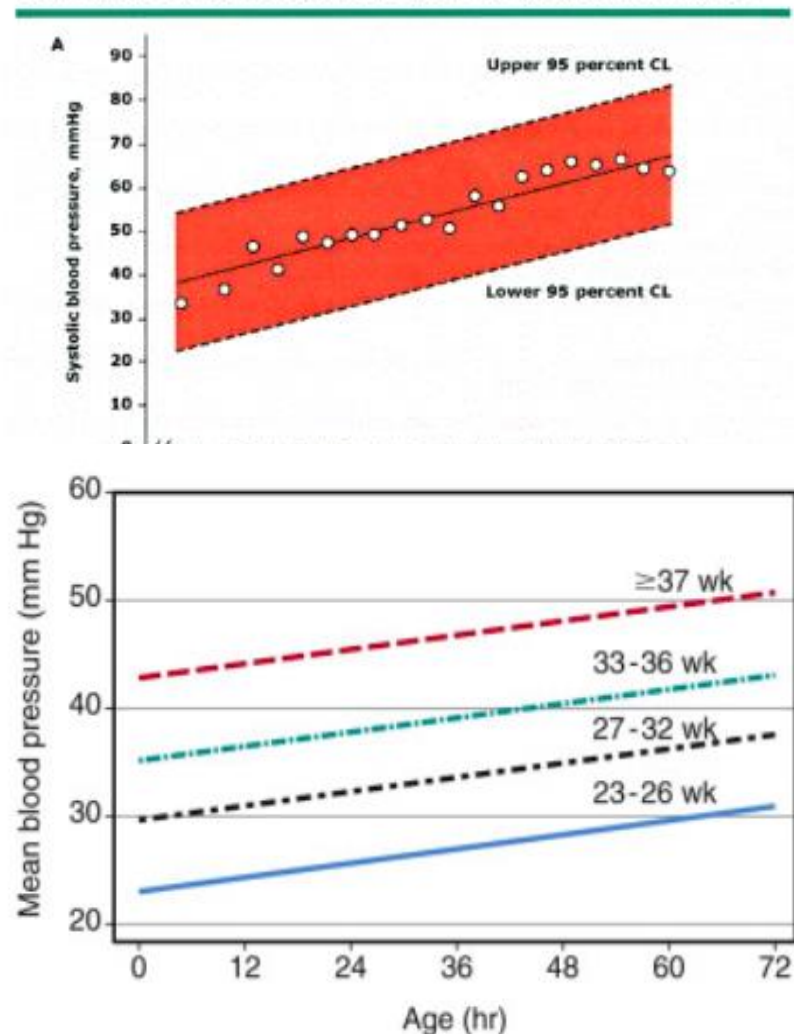 A
90
Upper 95 percent CL
80
70
60
50
40
Lower 95 percent CL
30
20
10
Systolic blood pressure, mmHg
60
≥37 wk
50
33-36 wk
40
27-32 wk
30
23-26 wk
20
Mean blood pressure (mm Hg)
0 12 24 36 48 60 72
Age (hr)